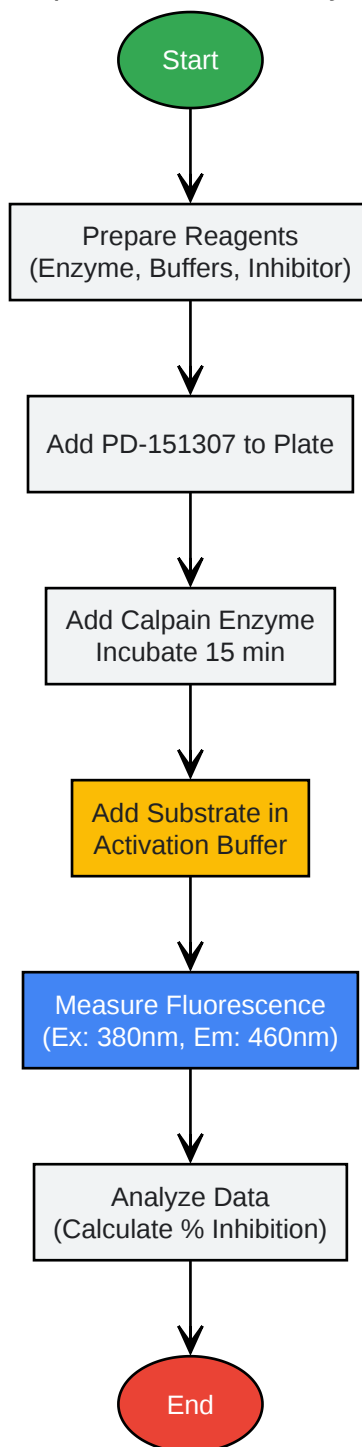 Start
Prepare Reagents
(Enzyme, Buffers, Inhibitor)
Add PD-151307 to Plate
Add Calpain Enzyme
Incubate 15 min
Add Substrate in
Activation Buffer
Measure Fluorescence
(Ex: 380nm, Em: 460nm)
Analyze Data
(Calculate % Inhibition)
End